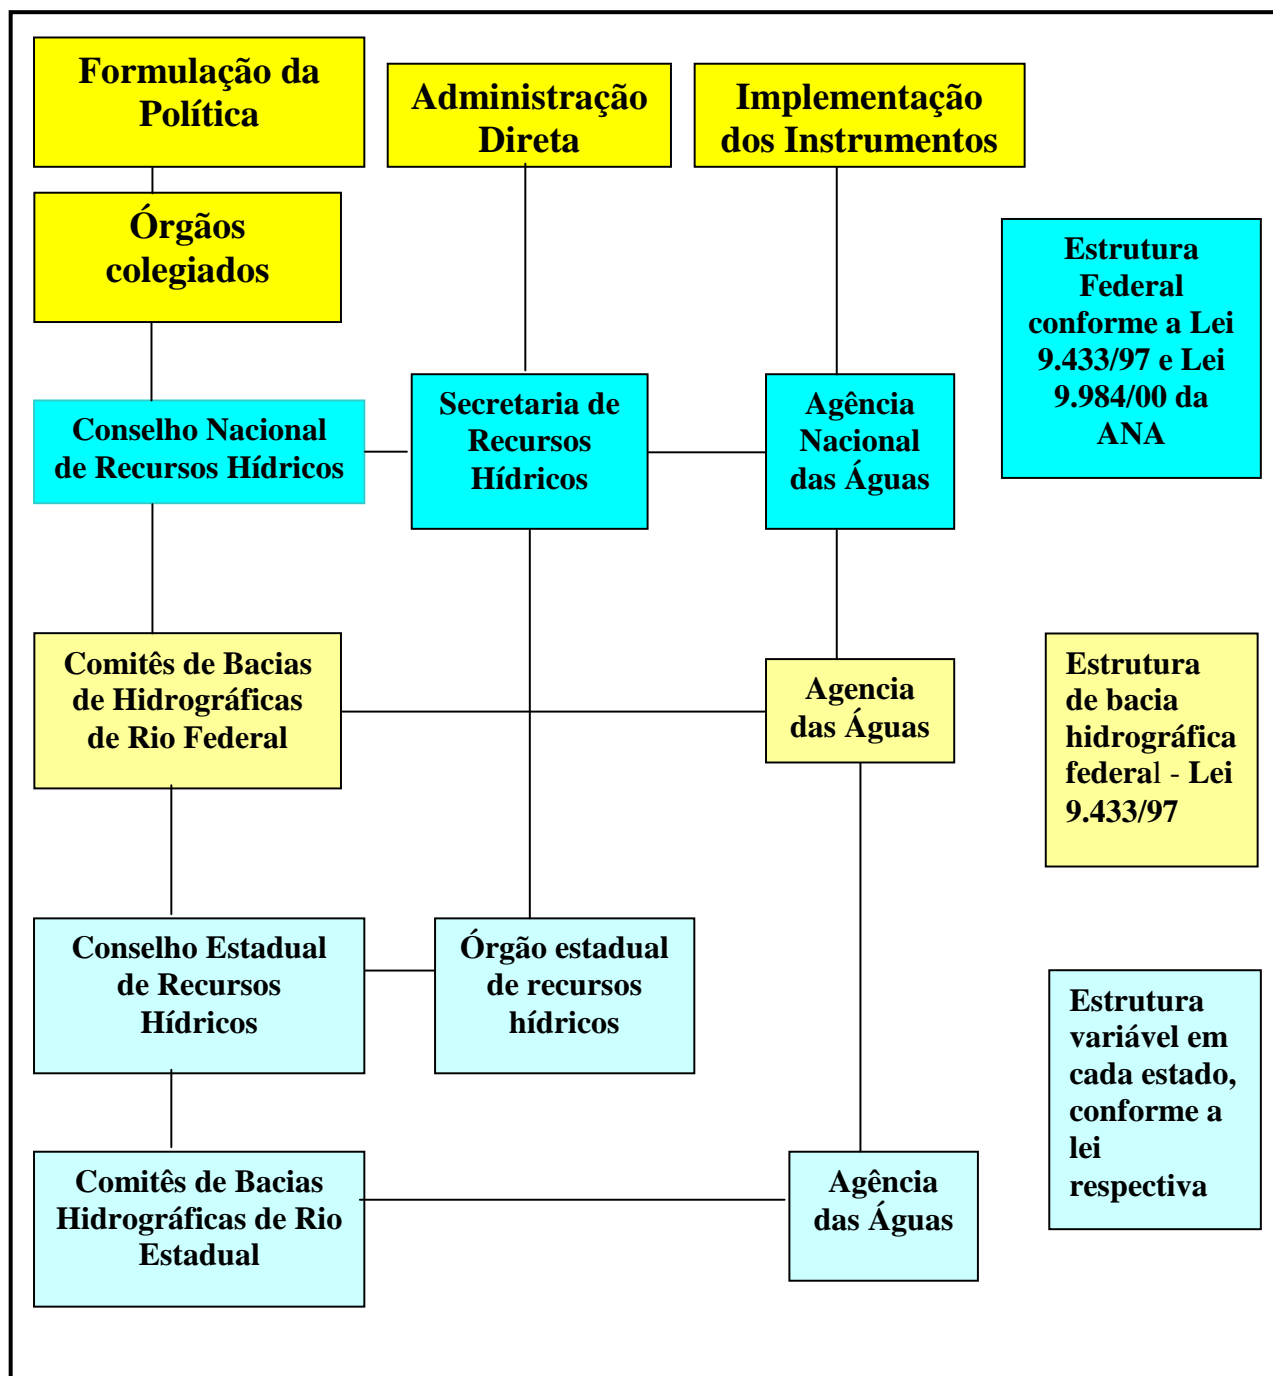 Formulação da
Política
Administração
Direta
Implementação
dos Instrumentos
Órgãos
colegiados
Estrutura
Federal
conforme a Lei
9.433/97 e Lei
9.984/00 da
ANA
Conselho Nacional
de Recursos Hídricos
Secretaria de
Recursos
Hídricos
Agência
Nacional
das Águas
Comitês de Bacias
de Hidrográficas
de Rio Federal
Agencia
das Águas
Estrutura
de bacia
hidrográfica
federal - Lei
9.433/97
Conselho Estadual
de Recursos
Hídricos
Órgão estadual
de recursos
hídricos
Estrutura
variável em
cada estado,
conforme a
lei
respectiva
Comitês de Bacias
Hidrográficas de Rio
Estadual
Agência
das Águas